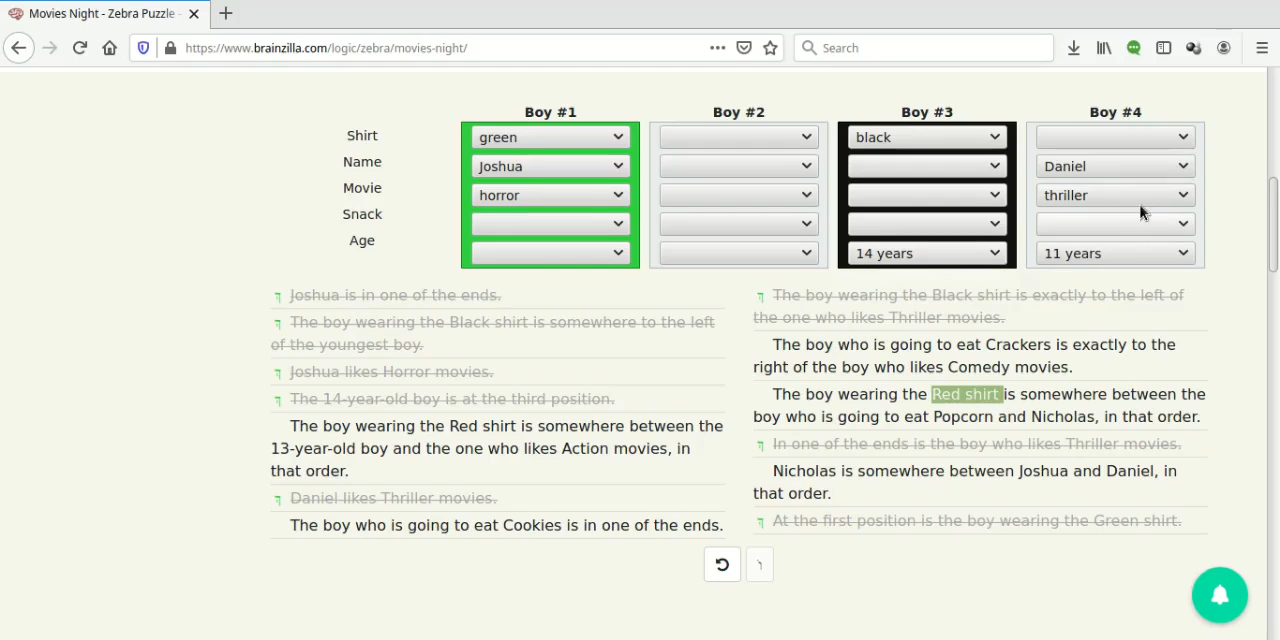 Movies Night - Zebra Puzzle -
https://www.brainzilla.com/logic/zebra/movies-night/
Search
Boy #1 Boy #2 Boy #3 Boy #4
Shirt green black
Name Joshua Daniel
Movie horror thriller
Snack
Age 14 years 11 years
Joshua is in one of the ends.
The boy wearing the Black shirt is somewhere to the left
of the youngest boy.
Joshua likes Horror movies.
The 14-year-old boy is at the third position.
The boy wearing the Red shirt is somewhere between the
13-year-old boy and the one who likes Action movies, in
that order.
Daniel likes Thriller movies.
The boy who is going to eat Cookies is in one of the ends.
The boy wearing the Black shirt is exactly to the left of
the one who likes Thriller movies.
The boy who is going to eat Crackers is exactly to the
right of the boy who likes Comedy movies.
The boy wearing the Red shirt is somewhere between the
boy who is going to eat Popcorn and Nicholas, in that order.
In one of the ends is the boy who likes Thriller movies.
Nicholas is somewhere between Joshua and Daniel, in
that order.
At the first position is the boy wearing the Green shirt.